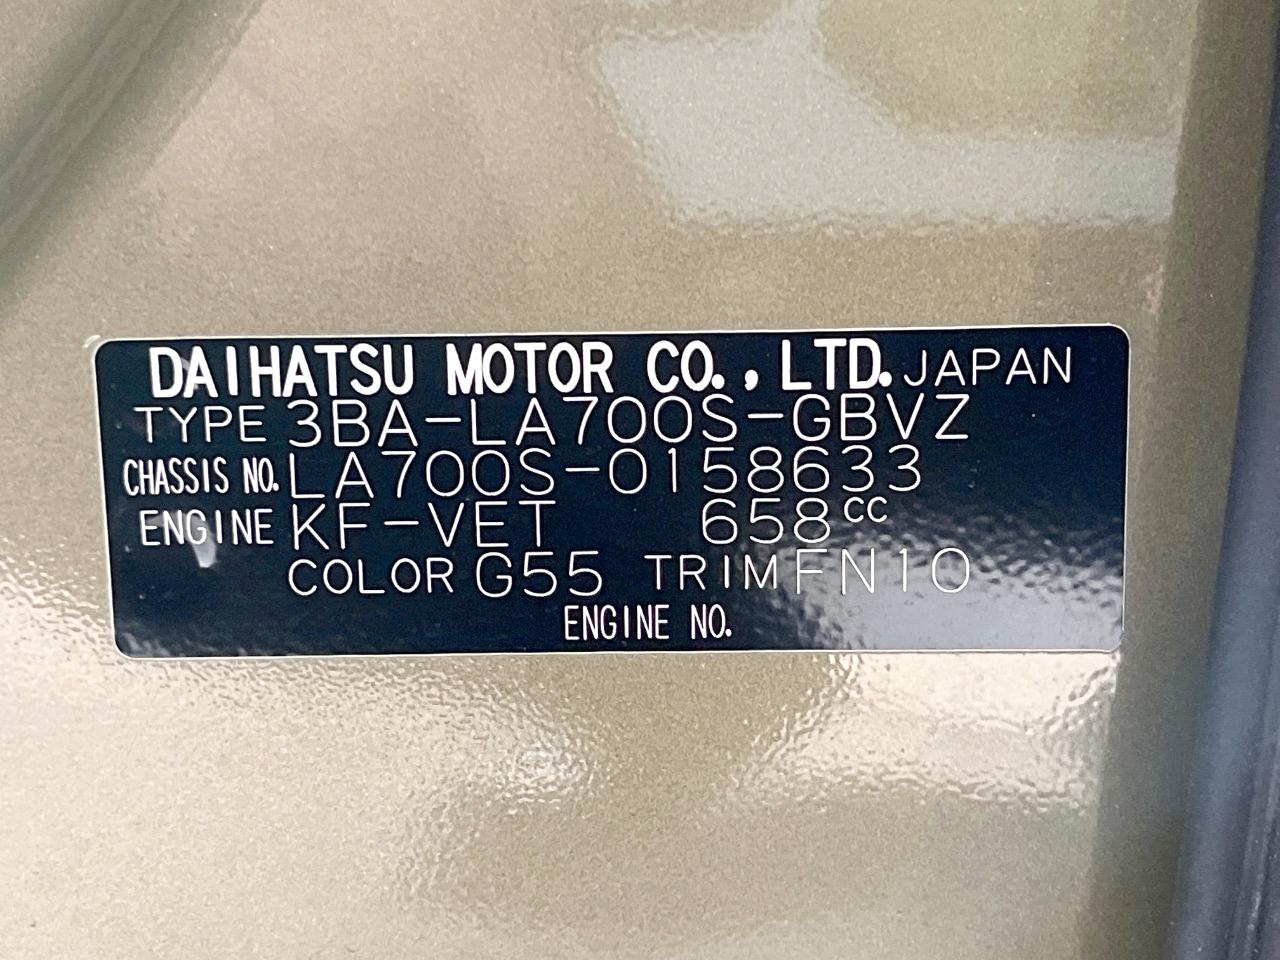 DAIHATSU MOTOR CO., LTD. JAPAN
TYPE 3BA-LA700S-GBVZ
CHASSIS NO. LA700S-0158633
ENGINE KF-VET 658cc
COLOR G55 TRIM FN10
ENGINE NO.